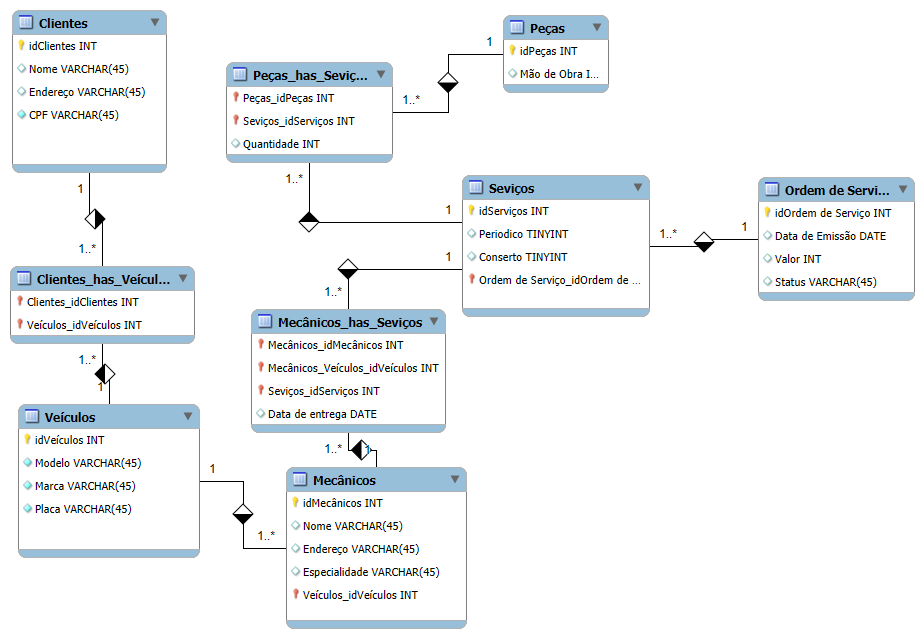 Clientes
idClientes INT
Nome VARCHAR(45)
Endereço VARCHAR(45)
CPF VARCHAR(45)
1
1..*
Clientes_has_Veícul...
Clientes_idClientes INT
Veículos_idVeículos INT
1..*
1
Veículos
idVeículos INT
Modelo VARCHAR(45)
Marca VARCHAR(45)
Placa VARCHAR(45)
1
1..*
Peças_has_Seviç...
Peças_idPeças INT
Seviços_idServiços INT
Quantidade INT
1..*
1..*
1
Peças
idPeças INT
Mão de Obra I...
1
Seviços
idServiços INT
Periodico TINYINT
Conserto TINYINT
Ordem de Serviço_idOrdem de ...
1
1..*
1..*
1
Ordem de Servi...
idOrdem de Serviço INT
Data de Emissão DATE
Valor INT
Status VARCHAR(45)
Mecânicos_has_Seviços
Mecânicos_idMecânicos INT
Mecânicos_Veículos_idVeículos INT
Seviços_idServiços INT
Data de entrega DATE
1..*
1
Mecânicos
idMecânicos INT
Nome VARCHAR(45)
Endereço VARCHAR(45)
Especialidade VARCHAR(45)
Veículos_idVeículos INT